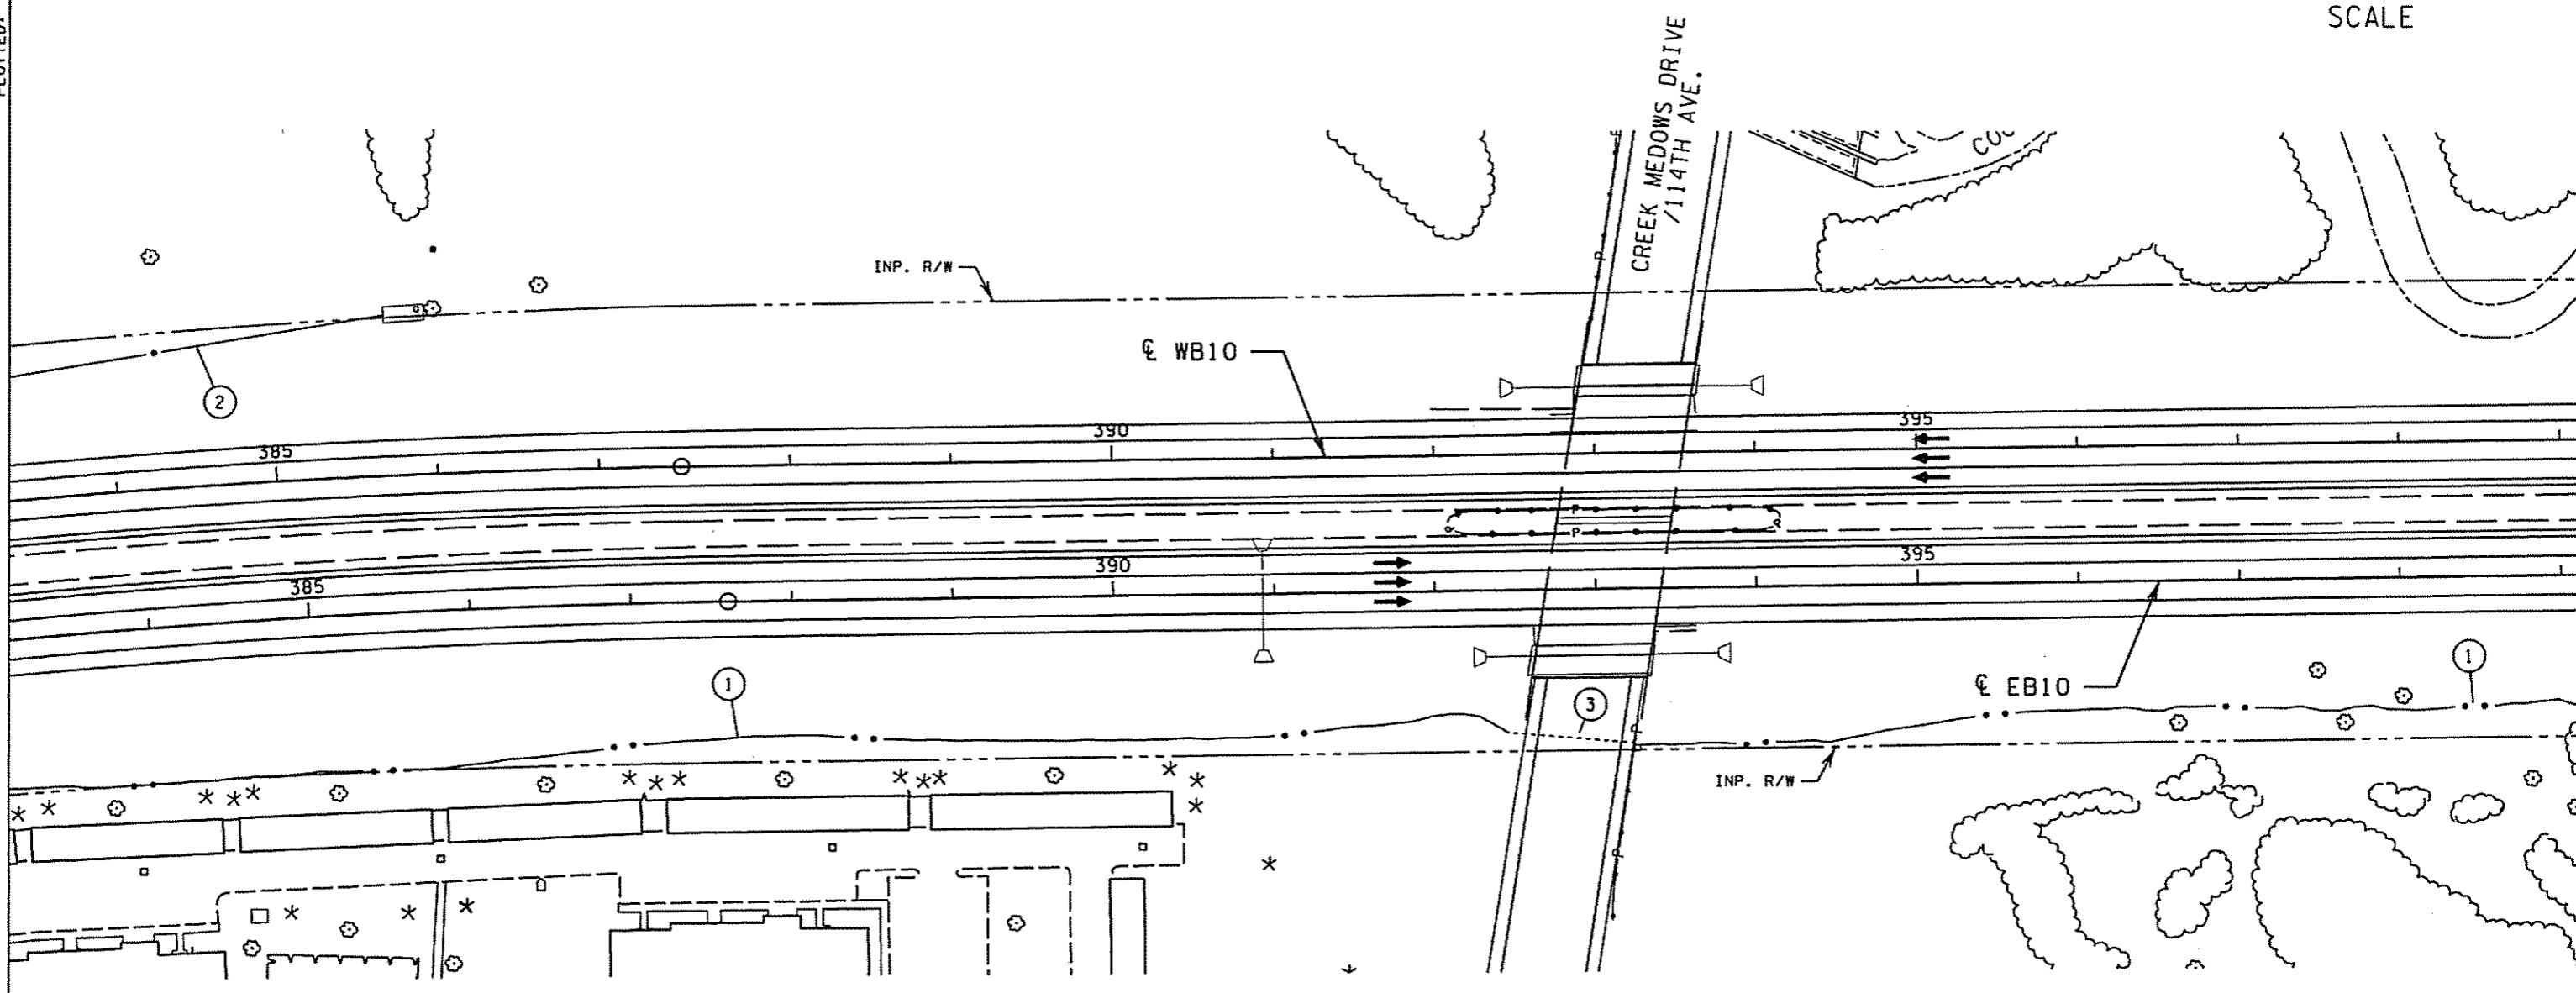 SCALE
PLOTTED:
CREEK MEDOWS DRIVE
/114TH AVE.
INP. R/W
℄ WB10
2
385
390
395
P
P
385
390
395
1
3
℄ EB10
1
INP. R/W